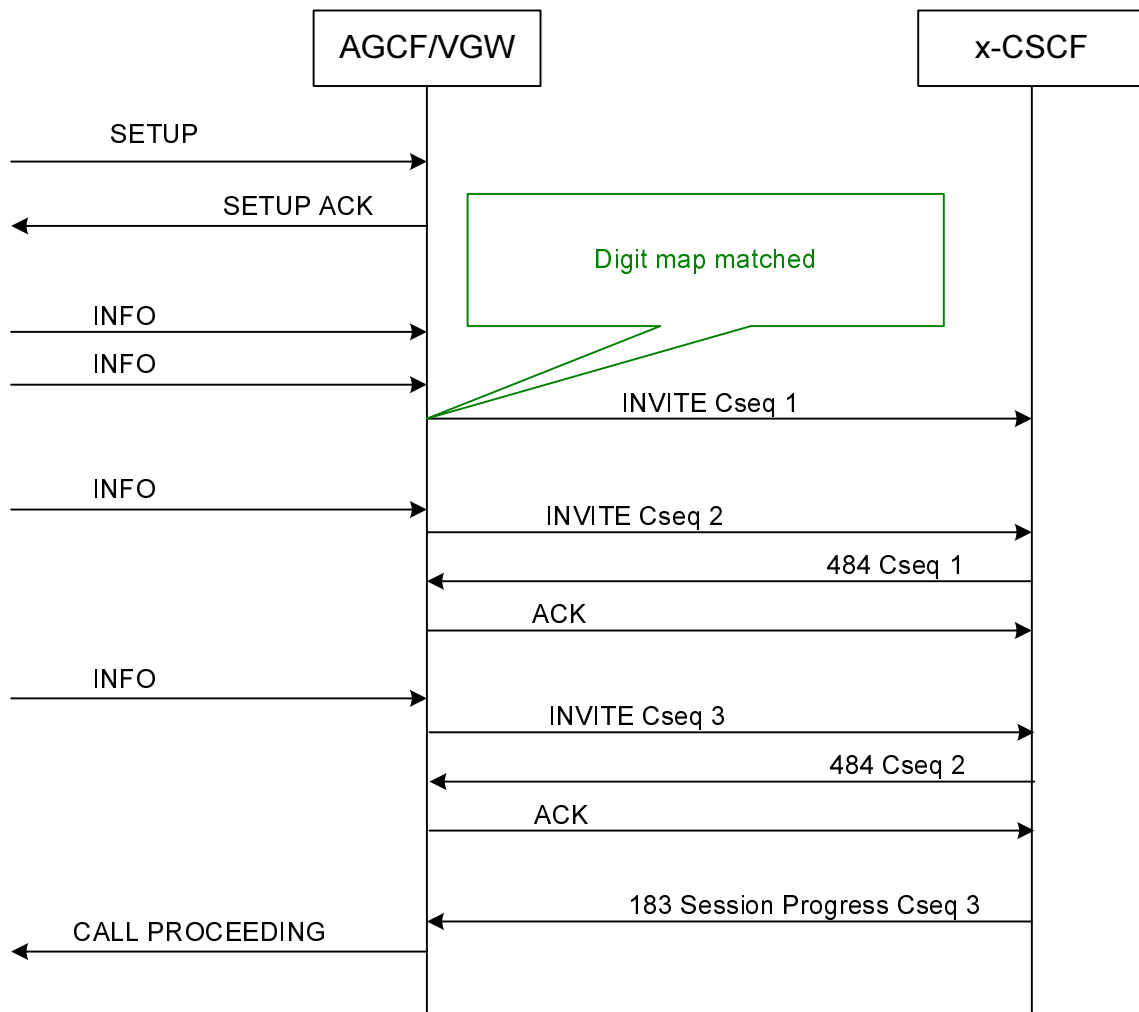 AGCF/VGW
x-CSCF
SETUP
SETUP ACK
Digit map matched
INFO
INFO
INVITE Cseq 1
INFO
INVITE Cseq 2
484 Cseq 1
ACK
INFO
INVITE Cseq 3
484 Cseq 2
ACK
183 Session Progress Cseq 3
CALL PROCEEDING